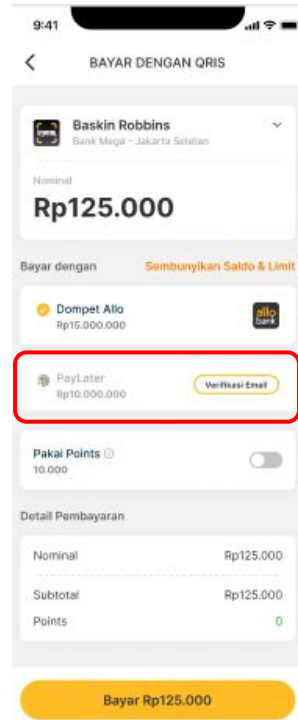 9:41
BAYAR DENGAN QRIS
Baskin Robbins
Bank Mega - Jakarta Selatan
Nominal
Rp125.000
Bayar dengan Sembunyikan Saldo & Limit
Dompet Allo
Rp15.000.000
allo bank
PayLater
Rp10.000.000
Verifikasi Email
Pakai Points
10.000
Detail Pembayaran
Nominal Rp125.000
Subtotal Rp125.000
Points 0
Bayar Rp125.000